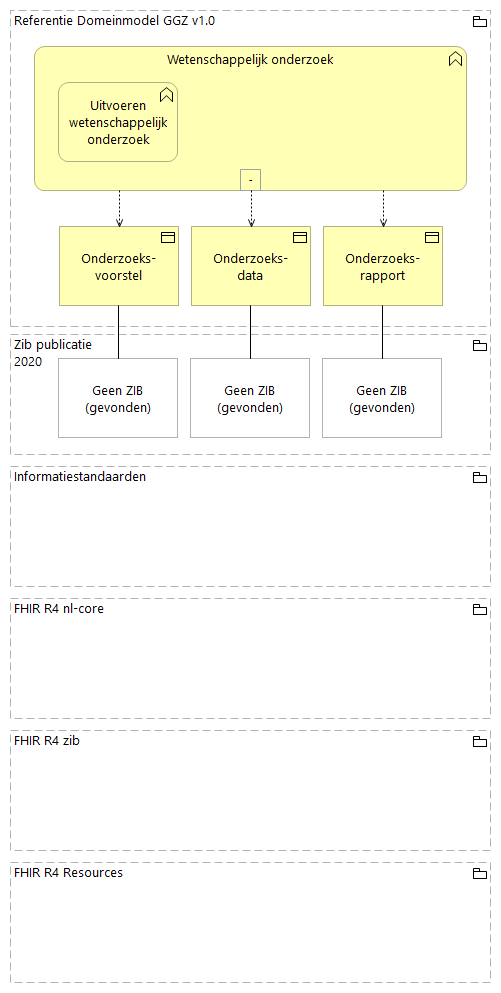 Referentie Domeinmodel GGZ v1.0
Wetenschappelijk onderzoek
Uitvoeren
wetenschappelijk
onderzoek
-
Onderzoeks-
voorstel
Onderzoeks-
data
Onderzoeks-
rapport
Zib publicatie
2020
Geen ZIB
(gevonden)
Geen ZIB
(gevonden)
Geen ZIB
(gevonden)
Informatiestandaarden
FHIR R4 nl-core
FHIR R4 zib
FHIR R4 Resources